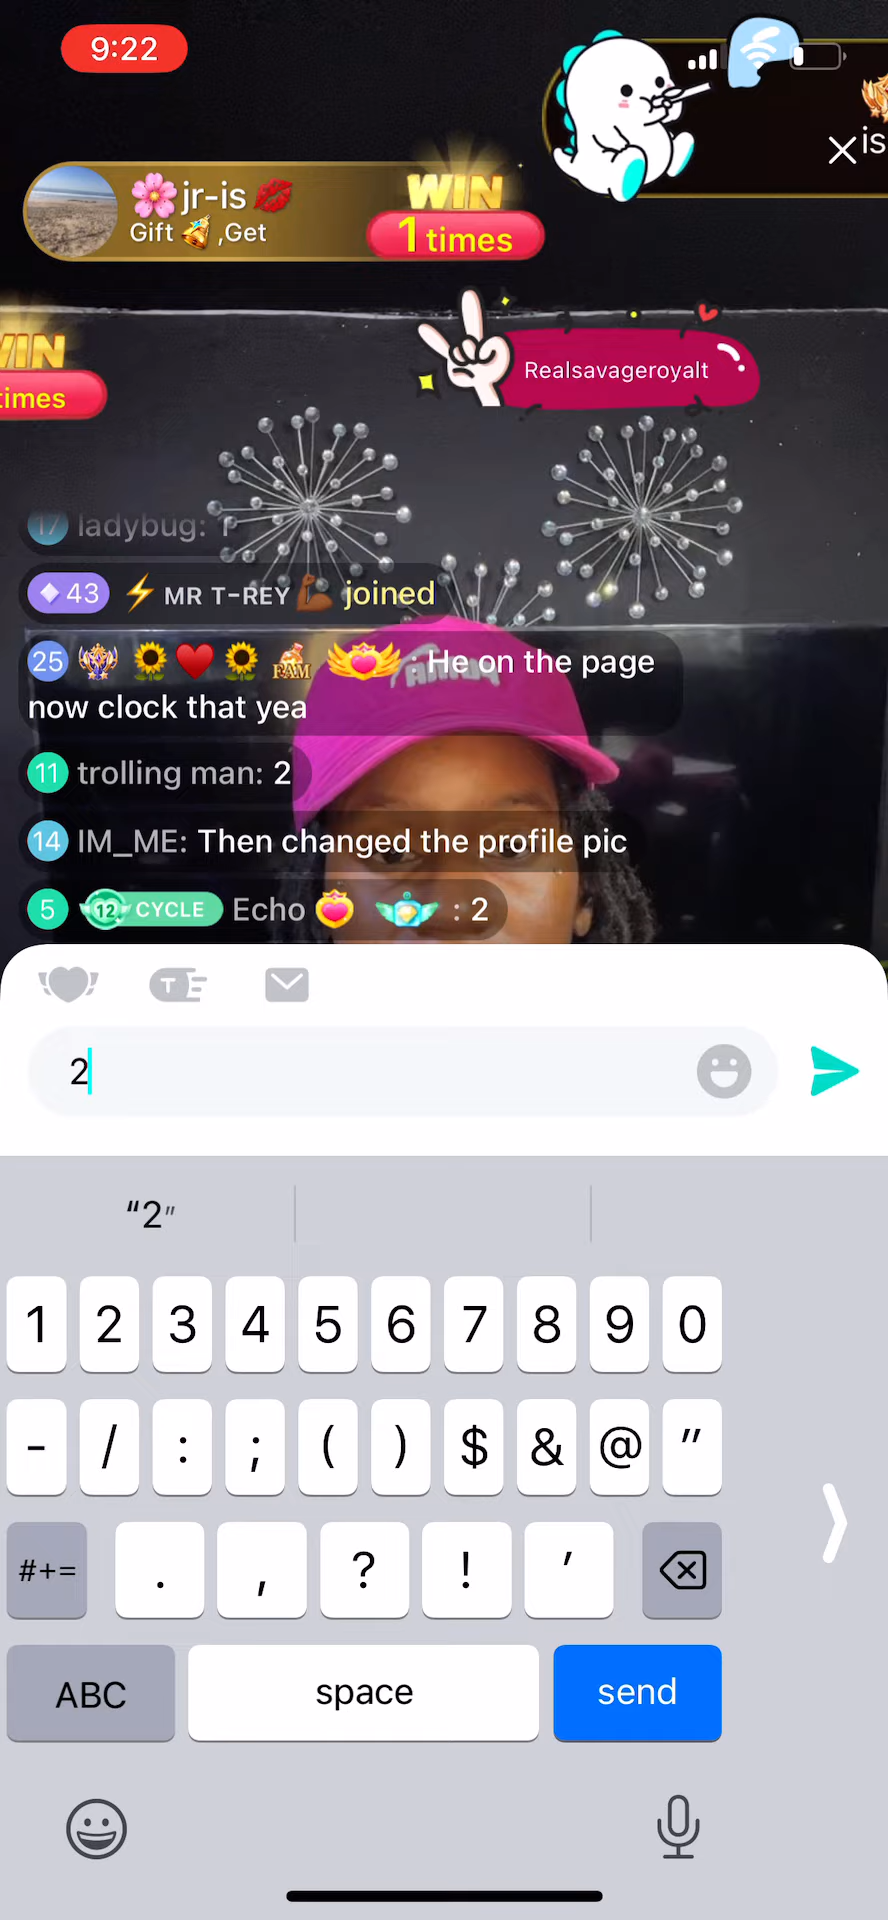 9:22
is
🌸jr-is💋
Gift 🔔,Get
WIN
1 times
WIN
times
Realsavageroyalt
17 ladybug: 1
43 ⚡ MR T-REY💪🏾 joined
25 🌻❤️🌻 FAM : He on the page
now clock that yea
11 trolling man: 2
14 IM_ME: Then changed the profile pic
5 12 CYCLE Echo : 2
T
2
“2”
1 2 3 4 5 6 7 8 9 0
- / : ; ( ) $ & @ "
#+= . , ? ! '
ABC space send